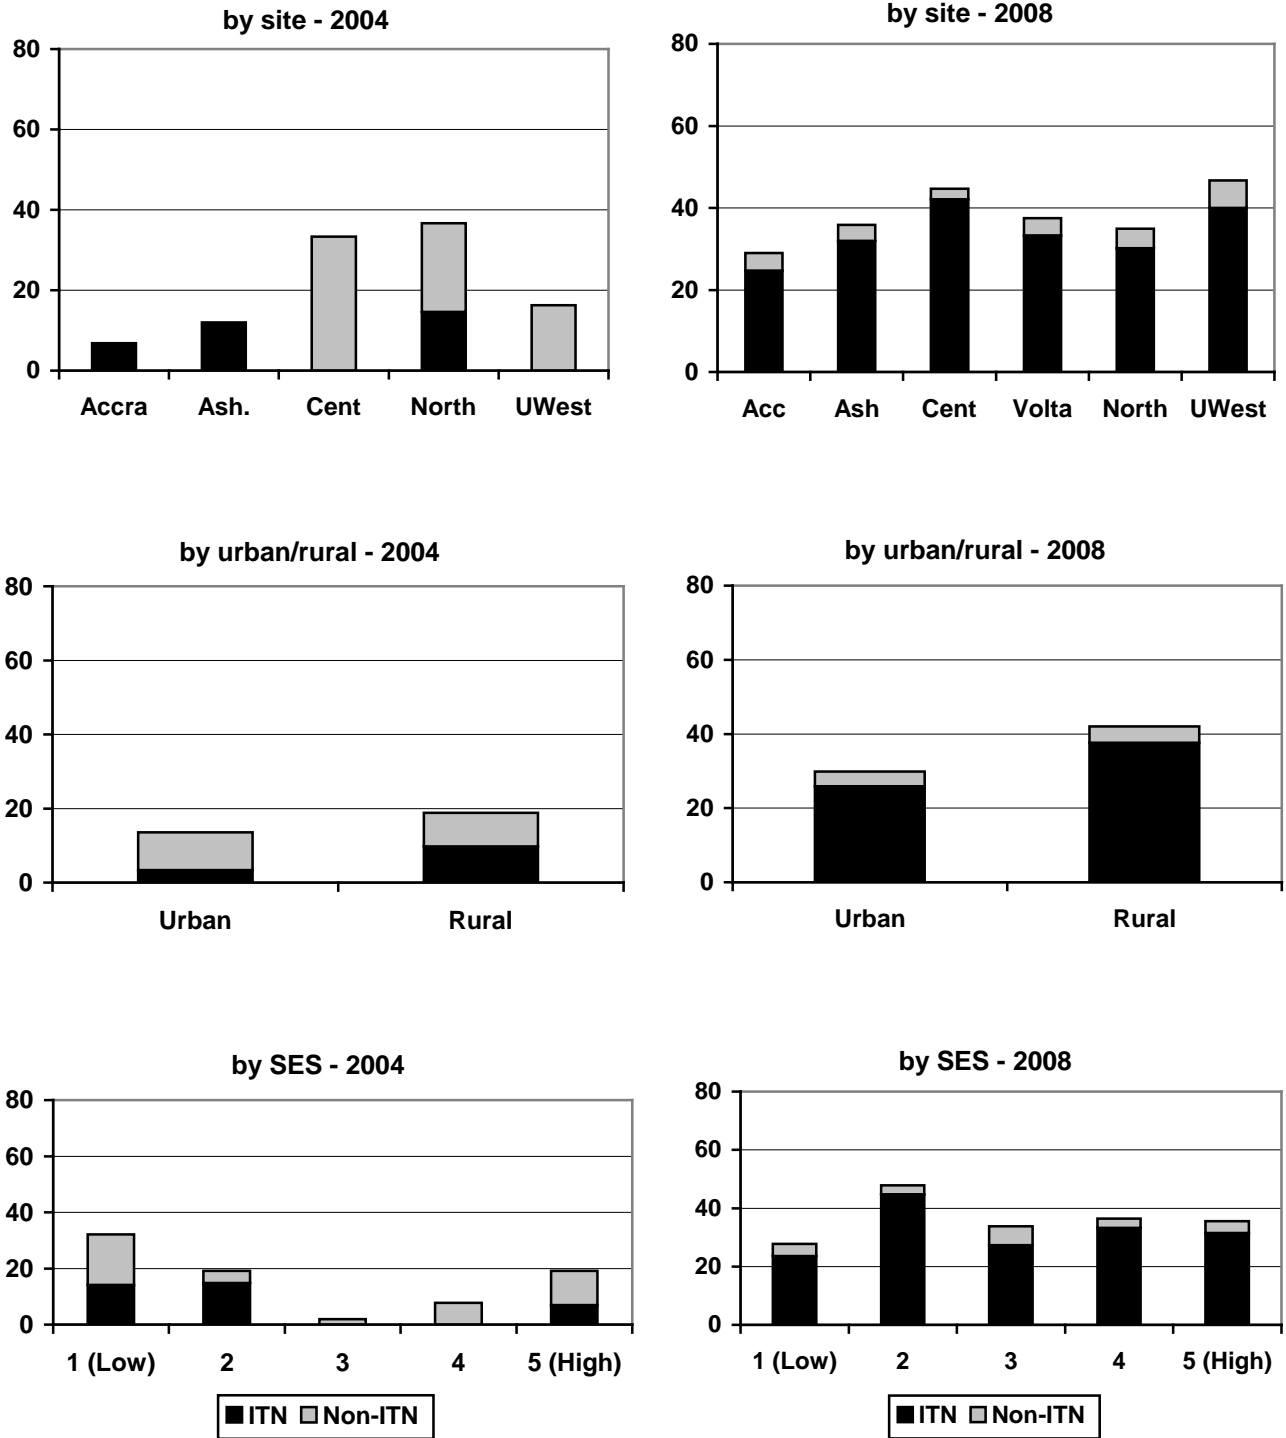 by site - 2004
80
60
40
20
0
Accra Ash. Cent North UWest
by site - 2008
80
60
40
20
0
Acc Ash Cent Volta North UWest
by urban/rural - 2004
80
60
40
20
0
Urban Rural
by urban/rural - 2008
80
60
40
20
0
Urban Rural
by SES - 2004
80
60
40
20
0
1 (Low) 2 3 4 5 (High)
ITN Non-ITN
by SES - 2008
80
60
40
20
0
1 (Low) 2 3 4 5 (High)
ITN Non-ITN